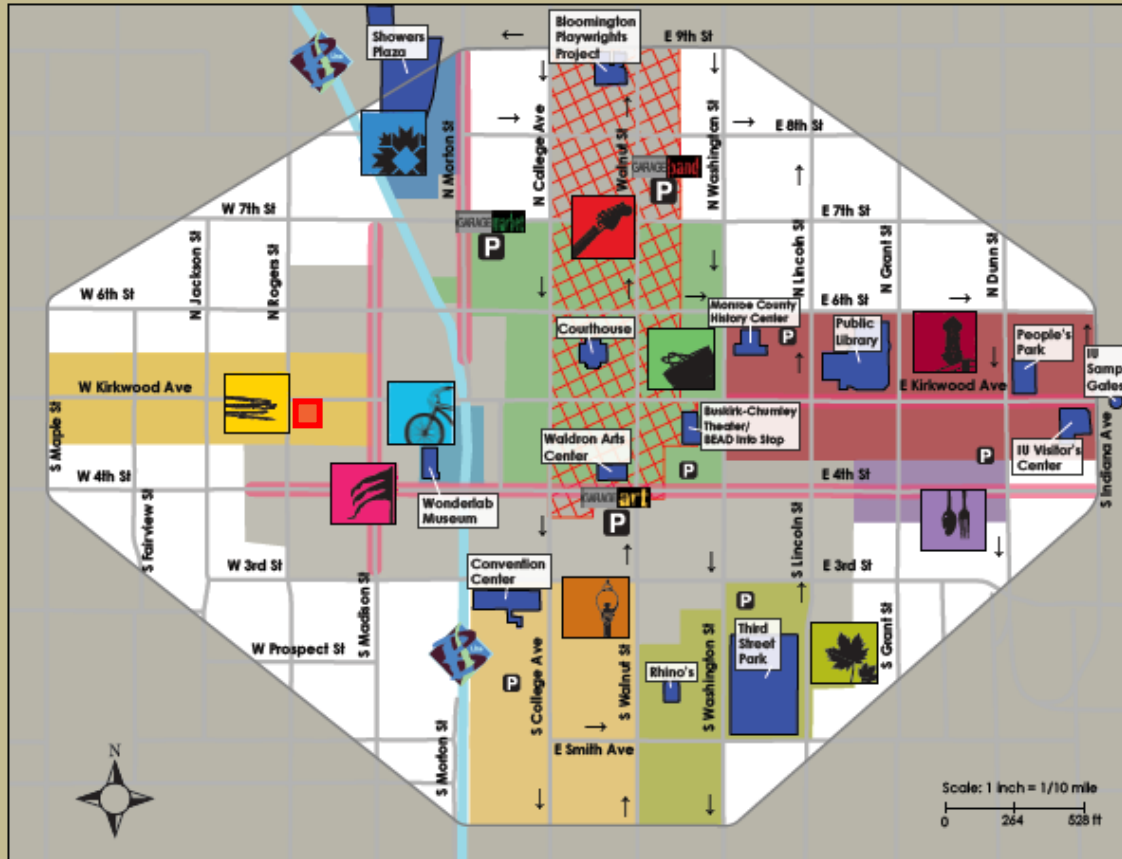 Showers
Plaza
Bloomington
Playwrights
Project
E 9th St
N Morton St
N College Ave
Walnut St
N Washington St
E 8th St
GARAGE band
P
W 7th St
GARAGE market
P
E 7th St
N Jackson St
N Rogers St
N Lincoln St
N Grant St
N Dunn St
W 6th St
E 6th St
Monroe County
History Center
Courthouse
Public
Library
P
People's
Park
IU
Samp
Gates
W Kirkwood Ave
E Kirkwood Ave
S Maple St
Buskirk-Chumley
Theater/
BEAD Info Stop
Waldron Arts
Center
P
P
IU Visitor's
Center
W 4th St
E 4th St
S Indiana Ave
Wonderlab
Museum
GARAGE art
P
S Fairview St
S Lincoln St
W 3rd St
E 3rd St
Convention
Center
S Madison St
P
W Prospect St
Third
Street
Park
S Grant St
Rhino's
P
S College Ave
S Walnut St
S Washington St
S Morton St
E Smith Ave
N
Scale: 1 inch = 1/10 mile
0 264 528 ft